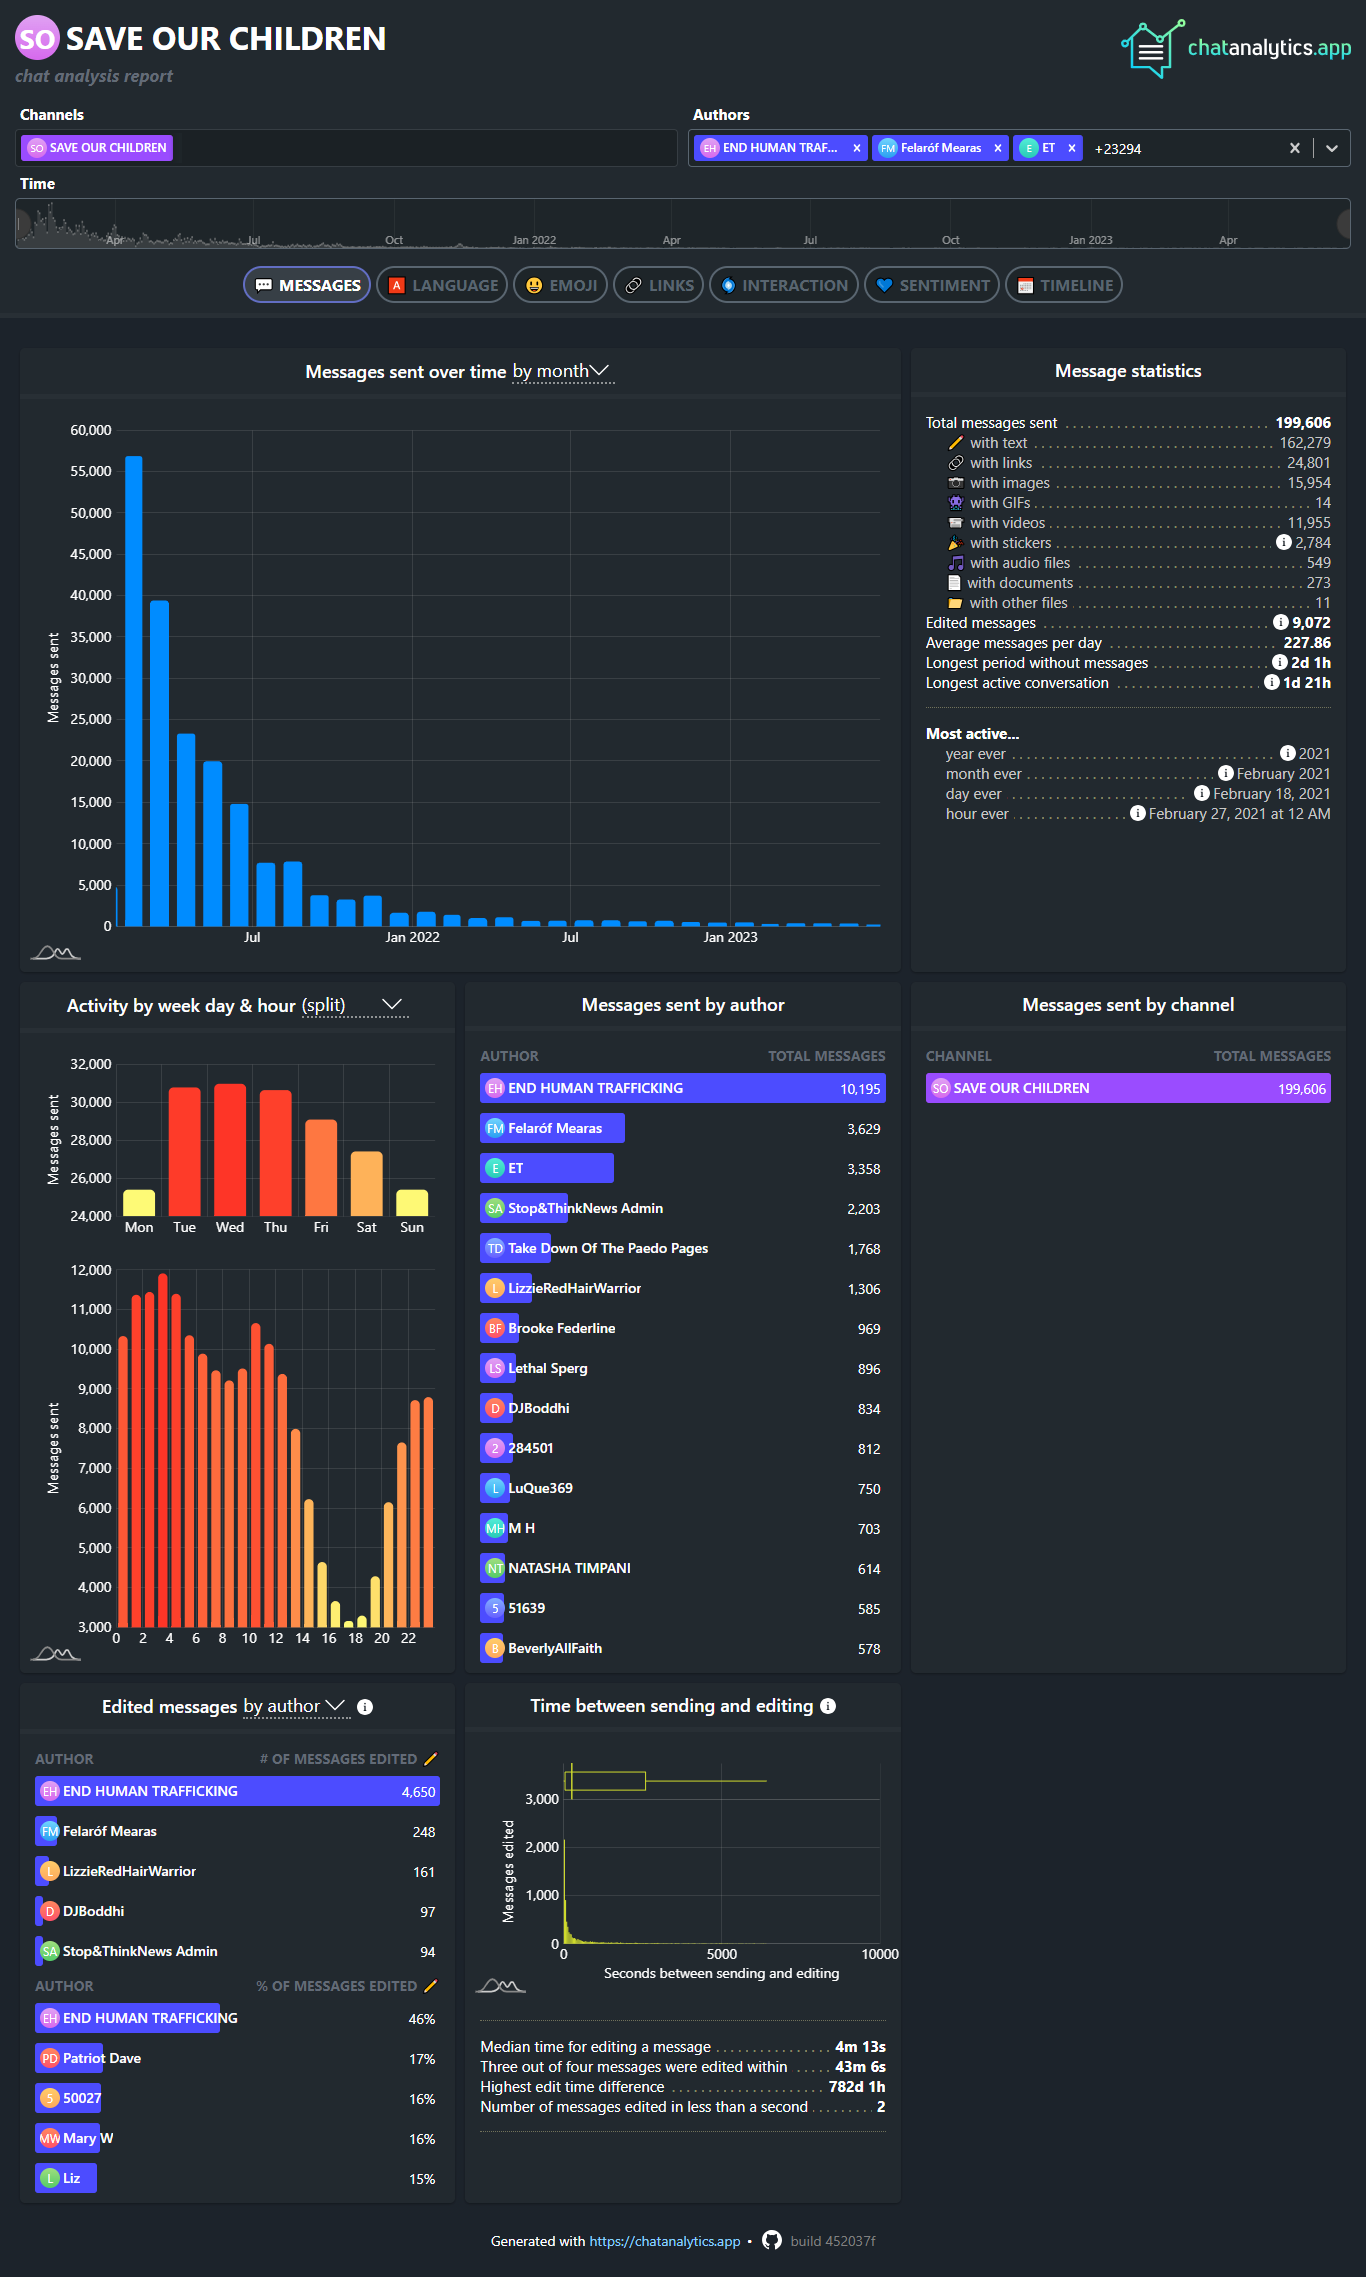 SO SAVE OUR CHILDREN
chat analysis report
chatanalytics.app
Channels
SO SAVE OUR CHILDREN
Authors
EH END HUMAN TRAF... × FM Felaróf Mearas × E ET × +23294
Time
Apr Jul Oct Jan 2022 Apr Jul Oct Jan 2023 Apr
MESSAGES LANGUAGE EMOJI LINKS INTERACTION SENTIMENT TIMELINE
Messages sent over time by month
60,000
55,000
50,000
45,000
40,000
35,000
30,000
25,000
20,000
15,000
10,000
5,000
0
Messages sent
Jul Jan 2022 Jul Jan 2023
Message statistics
Total messages sent 199,606
with text 162,279
with links 24,801
with images 15,954
with GIFs 14
with videos 11,955
with stickers 2,784
with audio files 549
with documents 273
with other files 11
Edited messages 9,072
Average messages per day 227.86
Longest period without messages 2d 1h
Longest active conversation 1d 21h
Most active...
year ever 2021
month ever February 2021
day ever February 18, 2021
hour ever February 27, 2021 at 12 AM
Activity by week day & hour (split)
32,000
30,000
28,000
26,000
24,000
Messages sent
Mon Tue Wed Thu Fri Sat Sun
12,000
11,000
10,000
9,000
8,000
7,000
6,000
5,000
4,000
3,000
Messages sent
0 2 4 6 8 10 12 14 16 18 20 22
Messages sent by author
AUTHOR TOTAL MESSAGES
EH END HUMAN TRAFFICKING 10,195
FM Felaróf Mearas 3,629
E ET 3,358
SA Stop&ThinkNews Admin 2,203
TD Take Down Of The Paedo Pages 1,768
L LizzieRedHairWarrior 1,306
BF Brooke Federline 969
LS Lethal Sperg 896
D DJBoddhi 834
2 284501 812
L LuQue369 750
MH M H 703
NT NATASHA TIMPANI 614
5 51639 585
B BeverlyAllFaith 578
Messages sent by channel
CHANNEL TOTAL MESSAGES
SO SAVE OUR CHILDREN 199,606
Edited messages by author
AUTHOR # OF MESSAGES EDITED
EH END HUMAN TRAFFICKING 4,650
FM Felaróf Mearas 248
L LizzieRedHairWarrior 161
D DJBoddhi 97
SA Stop&ThinkNews Admin 94
AUTHOR % OF MESSAGES EDITED
EH END HUMAN TRAFFICKING 46%
PD Patriot Dave 17%
5 50027 16%
MW Mary W 16%
L Liz 15%
Time between sending and editing
3,000
2,000
1,000
0
Messages edited
0 5000 10000
Seconds between sending and editing
Median time for editing a message 4m 13s
Three out of four messages were edited within 43m 6s
Highest edit time difference 782d 1h
Number of messages edited in less than a second 2
Generated with https://chatanalytics.app • build 452037f